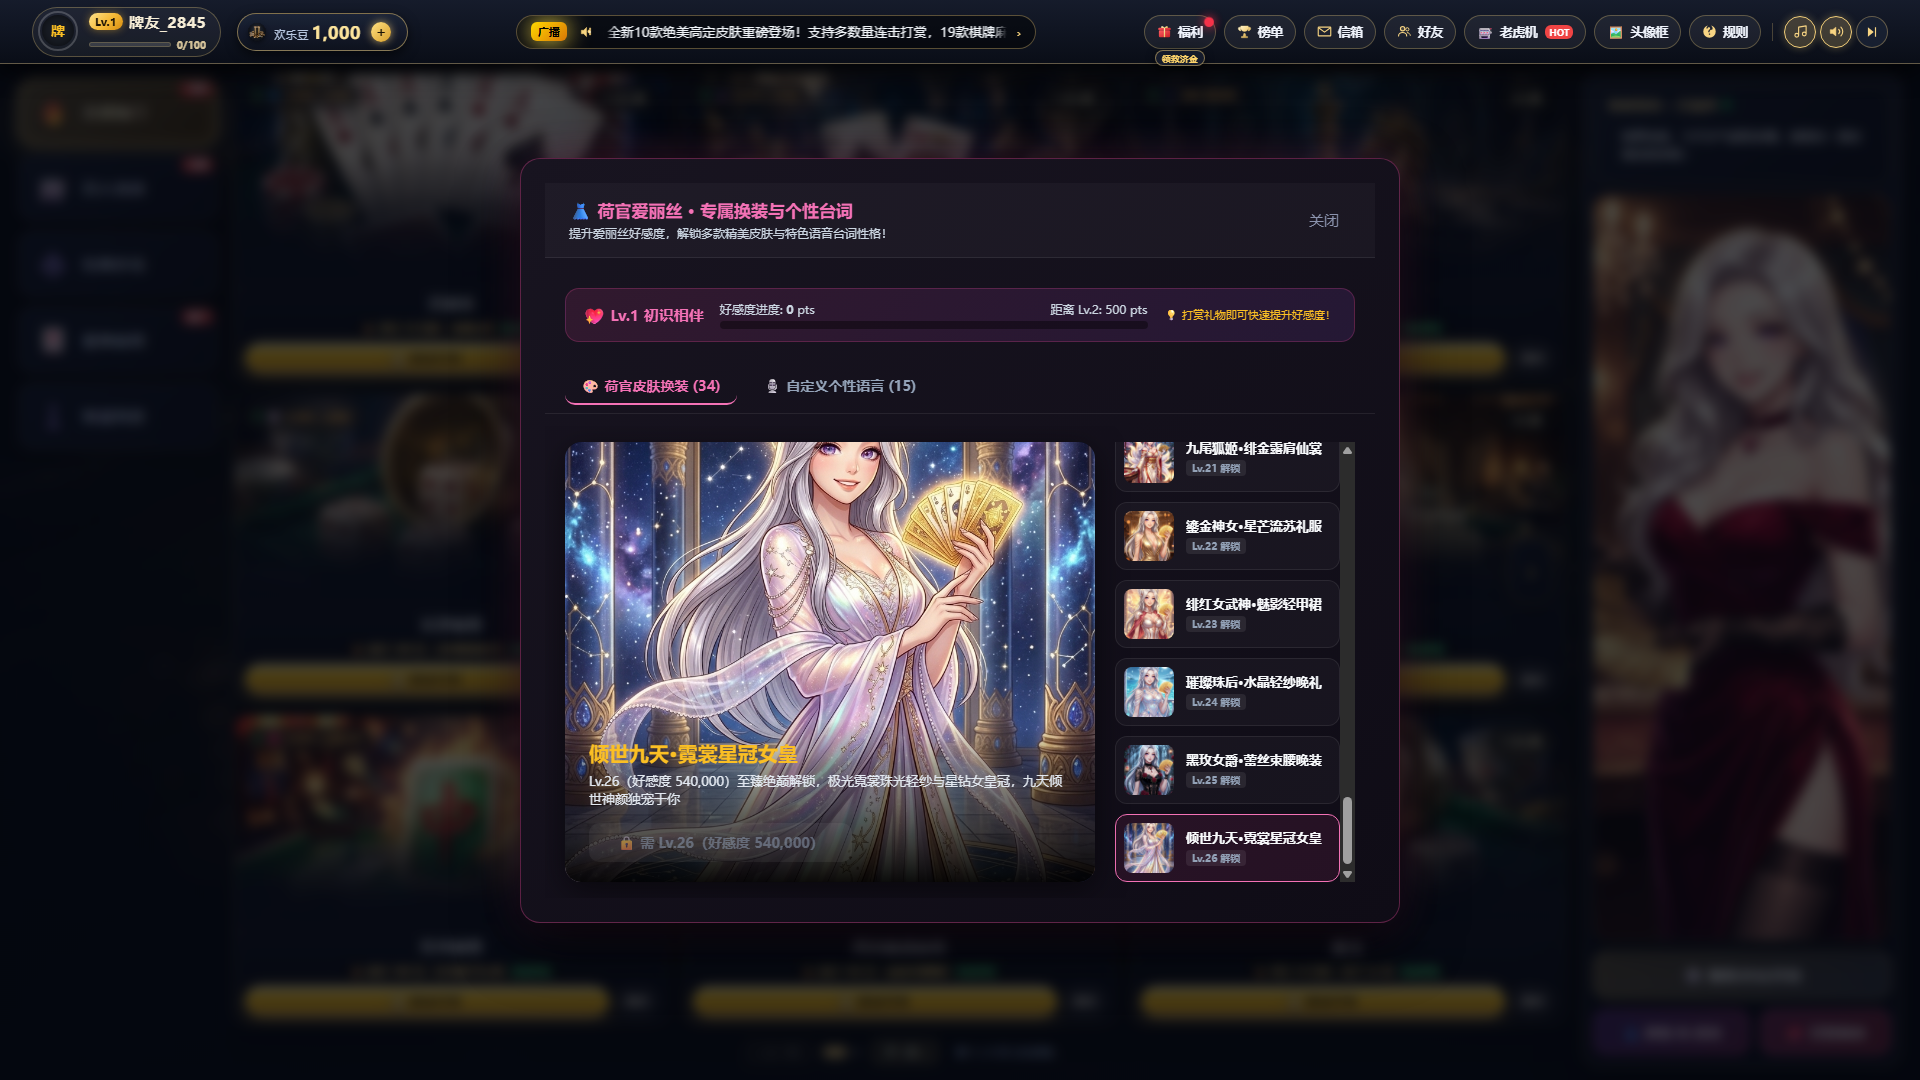 牌
Lv.1
牌友_2845
0/100
欢乐豆
1,000
+
广播
全新10款绝美高定皮肤重磅登场！支持多数量连击打赏，19款棋牌麻
福利
领救济金
榜单
信箱
好友
老虎机
HOT
头像框
规则
荷官爱丽丝·专属换装与个性台词
提升爱丽丝好感度，解锁多款精美皮肤与特色语音台词性格！
关闭
Lv.1 初识相伴
好感度进度: 0 pts
距离 Lv.2: 500 pts
打赏礼物即可快速提升好感度！
荷官皮肤换装 (34)
自定义个性语言 (15)
倾世九天·霓裳星冠女皇
Lv.26（好感度 540,000）至臻绝巅解锁，极光霓裳珠光轻纱与星钻女皇冠，九天倾
世神颜独宠于你
需 Lv.26（好感度 540,000）
九尾狐姬·绯金露肩仙裳
Lv.21 解锁
鎏金神女·星芒流苏礼服
Lv.22 解锁
绯红女武神·魅影轻甲裙
Lv.23 解锁
璀璨珠后·水晶轻纱晚礼
Lv.24 解锁
黑玫女爵·蕾丝束腰晚装
Lv.25 解锁
倾世九天·霓裳星冠女皇
Lv.26 解锁